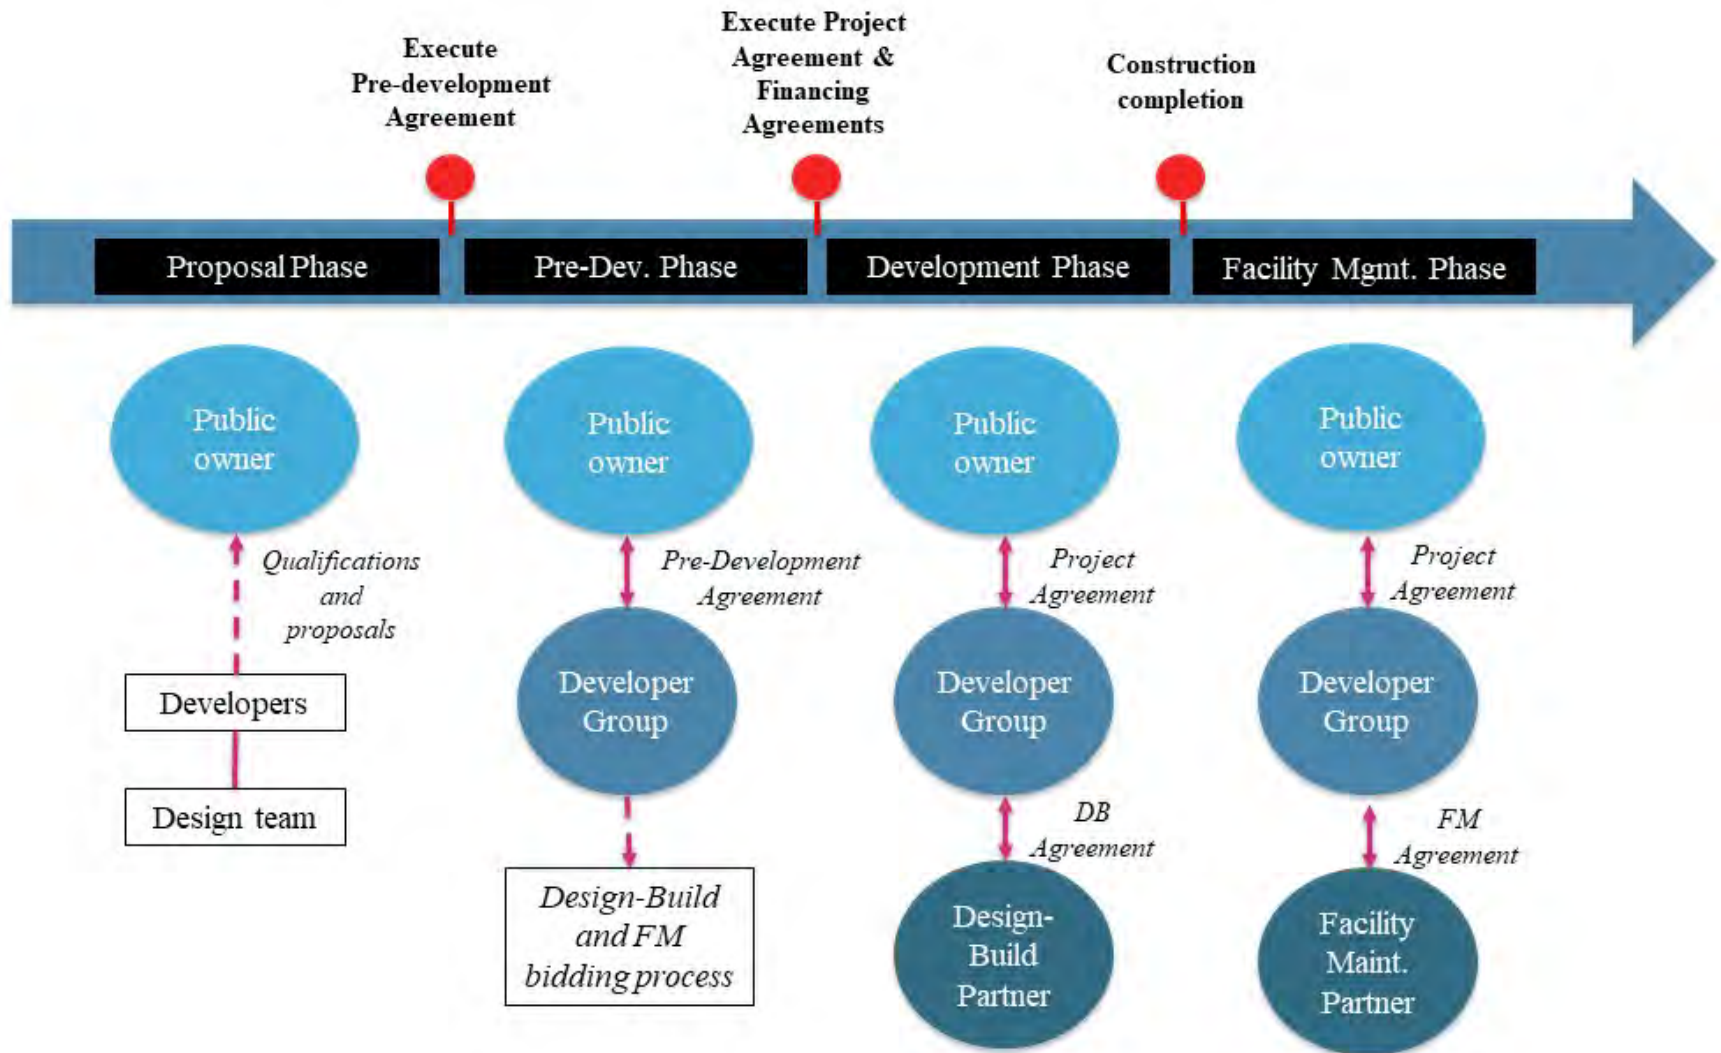 Execute
Pre-development
Agreement
Execute Project
Agreement &
Financing
Agreements
Construction
completion
Proposal Phase
Pre-Dev. Phase
Development Phase
Facility Mgmt. Phase
Public
owner
Qualifications
and
proposals
Developers
Design team
Public
owner
Pre-Development
Agreement
Developer
Group
Design-Build
and FM
bidding process
Public
owner
Project
Agreement
Developer
Group
DB
Agreement
Design-
Build
Partner
Public
owner
Project
Agreement
Developer
Group
FM
Agreement
Facility
Maint.
Partner